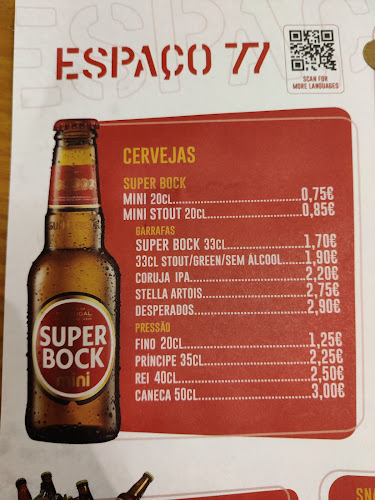 ESPAÇO 77
SCAN FOR
MORE LANGUAGES
CERVEJAS
SUPER BOCK
MINI 20CL 0,75€
MINI STOUT 20CL 0,85€
GARRAFAS
SUPER BOCK 33CL 1,70€
33CL STOUT/GREEN/SEM ÁLCOOL 1,90€
CORUJA IPA 2,20€
STELLA ARTOIS 2,75€
DESPERADOS 2,90€
PRESSÃO
FINO 20CL 1,25€
PRÍNCIPE 35CL 2,25€
REI 40CL 2,50€
CANECA 50CL 3,00€
SUPER
BOCK
mini